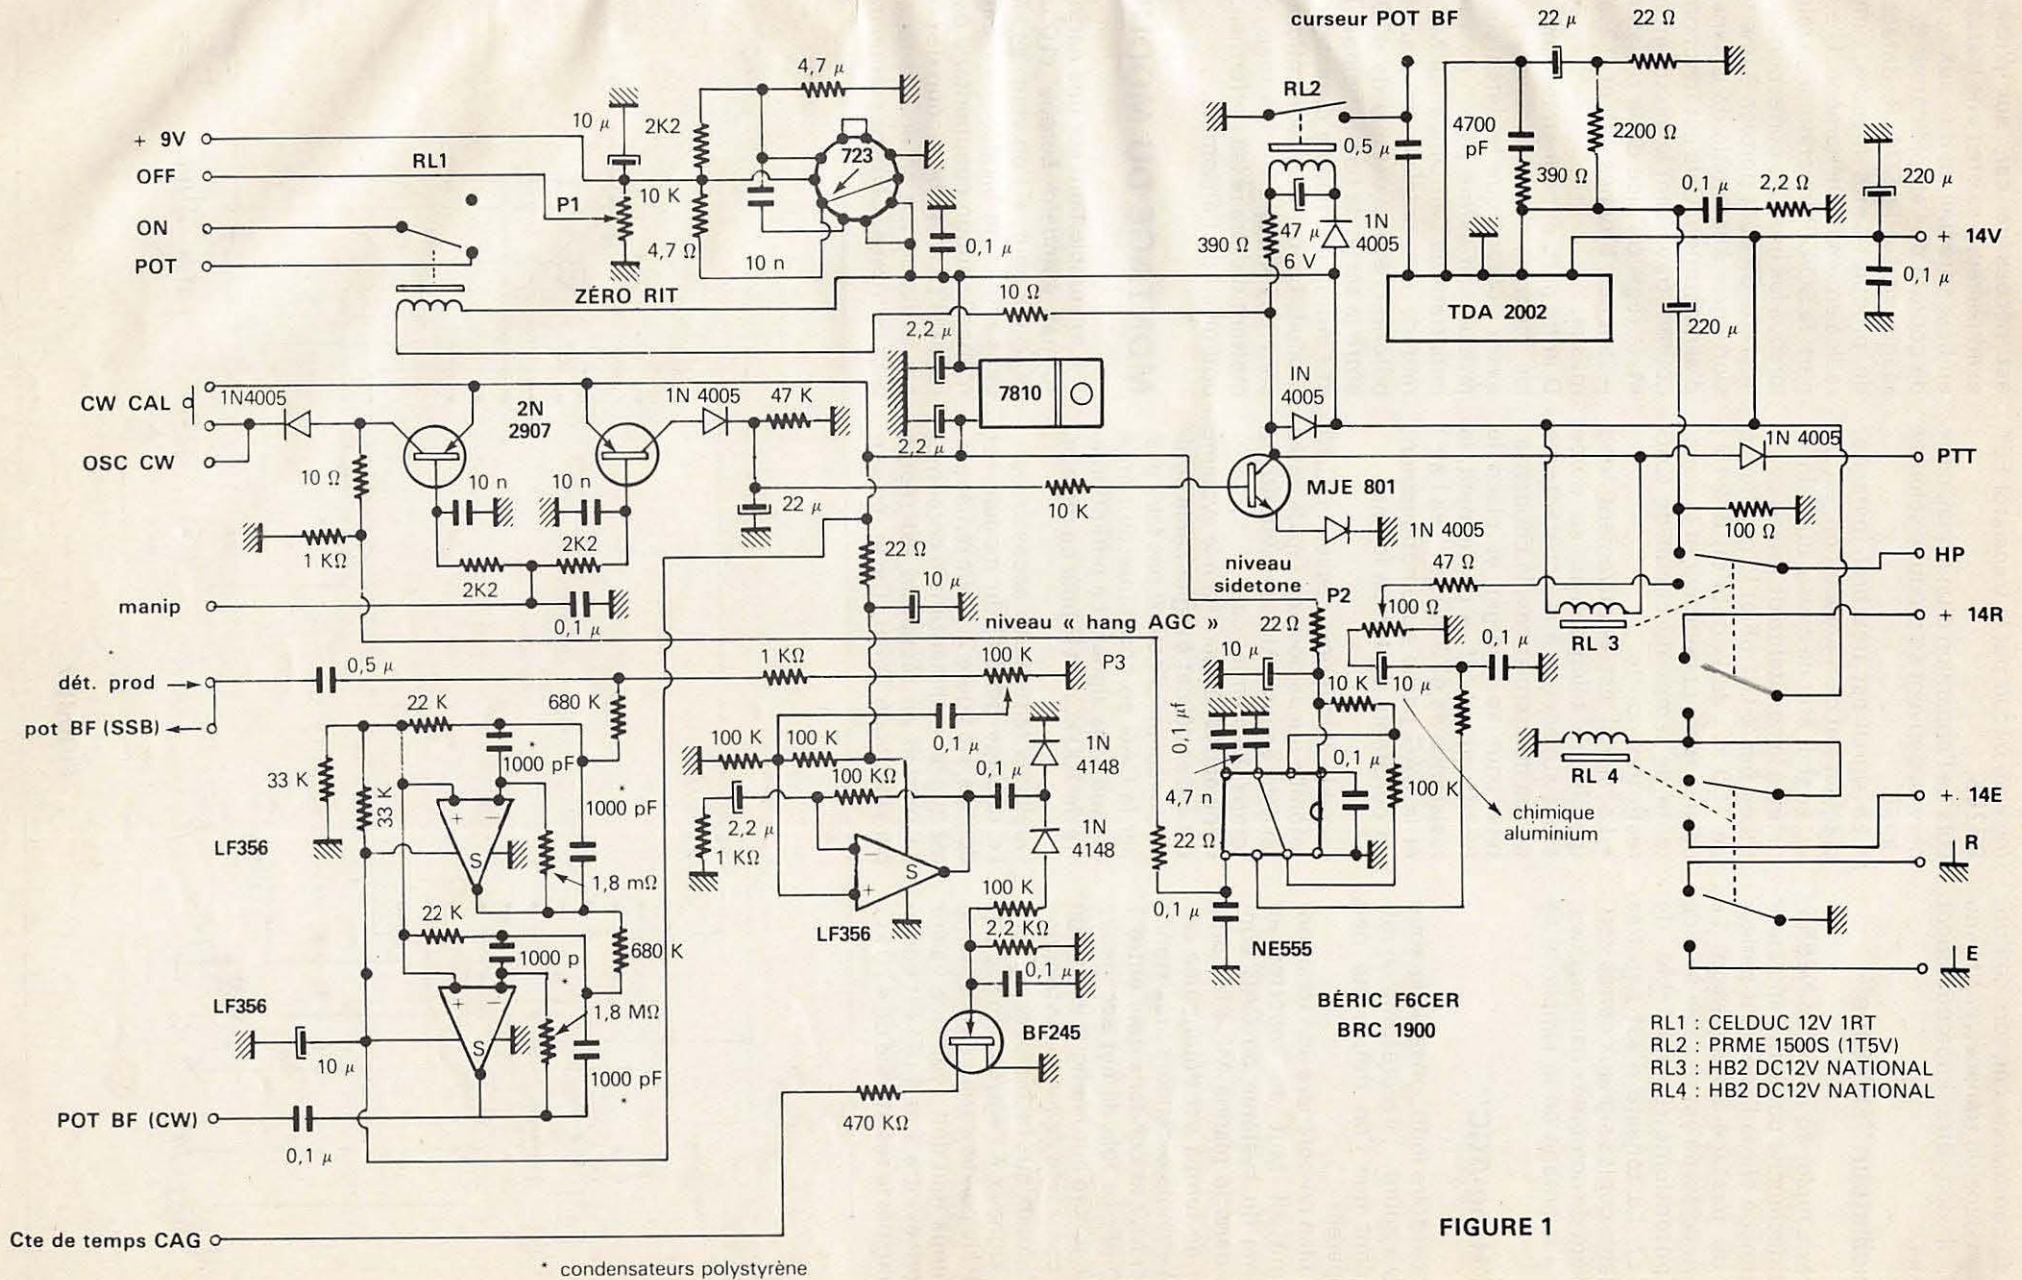 curseur POT BF
22 µ
22 Ω
4,7 µ
+ 9V
OFF
ON
POT
RL1
10 µ
2K2
P1
10 K
4,7 Ω
723
10 n
0,1 µ
ZÉRO RIT
RL2
0,5 µ
4700
pF
2200 Ω
390 Ω
0,1 µ
2,2 Ω
220 µ
+ 14V
0,1 µ
390 Ω
47 µ
6 V
1N
4005
TDA 2002
220 µ
10 Ω
2,2 µ
7810
2,2 µ
CW CAL
1N4005
2N
2907
1N 4005
47 K
OSC CW
10 Ω
10 n
10 n
22 µ
1 KΩ
2K2
2K2
manip
0,1 µ
IN
4005
1N 4005
PTT
MJE 801
10 K
1N 4005
100 Ω
22 Ω
10 µ
niveau
sidetone
P2
47 Ω
HP
100 Ω
+ 14R
RL 3
niveau « hang AGC »
22 Ω
0,1 µ
dét. prod
0,5 µ
1 KΩ
100 K
P3
10 µ
10 K
10 µ
pot BF (SSB)
22 K
680 K
0,1 µ
1N
4148
0,1 µf
33 K
33 K
1000 pF
*
1000 pF
*
100 K
100 K
100 KΩ
0,1 µ
4,7 n
0,1 µ
100 K
chimique
aluminium
RL 4
+ 14E
LF356
+
−
S
1,8 mΩ
2,2 µ
1 KΩ
1N
4148
22 Ω
−
+
S
LF356
100 K
2,2 KΩ
0,1 µ
0,1 µ
NE555
R
E
22 K
680 K
1000 p
*
LF356
+
−
S
1,8 MΩ
10 µ
1000 pF
*
BF245
470 KΩ
BÉRIC F6CER
BRC 1900
RL1 : CELDUC 12V 1RT
RL2 : PRME 1500S (1T5V)
RL3 : HB2 DC12V NATIONAL
RL4 : HB2 DC12V NATIONAL
POT BF (CW)
0,1 µ
Cte de temps CAG
FIGURE 1
* condensateurs polystyrène